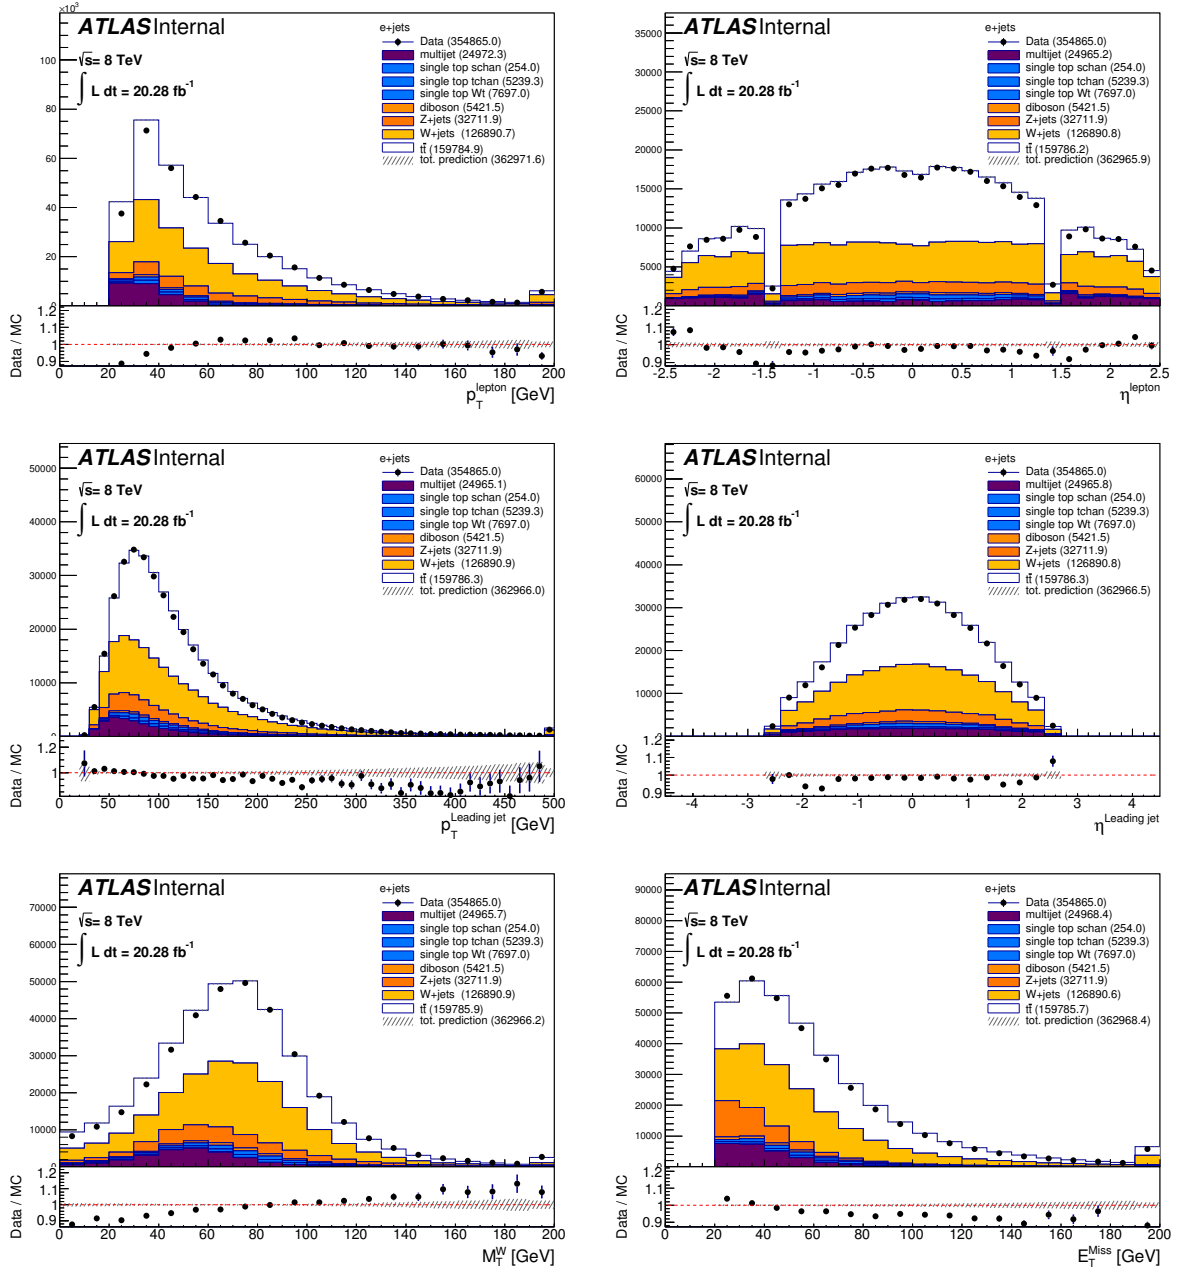 ×10³
ATLAS Internal
√s= 8 TeV
∫ L dt = 20.28 fb⁻¹
e+jets
Data (354865.0)
multijet (24972.3)
single top schan (254.0)
single top tchan (5239.3)
single top Wt (7697.0)
diboson (5421.5)
Z+jets (32711.9)
W+jets (126890.7)
tt̄ (159784.9)
tot. prediction (362971.6)
100
80
60
40
20
0
Data / MC
1.2
1.1
1
0.9
0 20 40 60 80 100 120 140 160 180 200
p_T^lepton [GeV]
ATLAS Internal
√s= 8 TeV
∫ L dt = 20.28 fb⁻¹
e+jets
Data (354865.0)
multijet (24965.2)
single top schan (254.0)
single top tchan (5239.3)
single top Wt (7697.0)
diboson (5421.5)
Z+jets (32711.9)
W+jets (126890.8)
tt̄ (159786.2)
tot. prediction (362965.9)
35000
30000
25000
20000
15000
10000
5000
0
Data / MC
1.2
1.1
1
0.9
-2.5 -2 -1.5 -1 -0.5 0 0.5 1 1.5 2 2.5
η^lepton
ATLAS Internal
√s= 8 TeV
∫ L dt = 20.28 fb⁻¹
e+jets
Data (354865.0)
multijet (24965.1)
single top schan (254.0)
single top tchan (5239.3)
single top Wt (7697.0)
diboson (5421.5)
Z+jets (32711.9)
W+jets (126890.9)
tt̄ (159786.3)
tot. prediction (362966.0)
50000
40000
30000
20000
10000
0
Data / MC
1.2
1
0 50 100 150 200 250 300 350 400 450 500
p_T^Leading jet [GeV]
ATLAS Internal
√s= 8 TeV
∫ L dt = 20.28 fb⁻¹
e+jets
Data (354865.0)
multijet (24965.8)
single top schan (254.0)
single top tchan (5239.3)
single top Wt (7697.0)
diboson (5421.5)
Z+jets (32711.9)
W+jets (126890.8)
tt̄ (159786.3)
tot. prediction (362966.5)
60000
50000
40000
30000
20000
10000
0
Data / MC
1.2
1.1
1
0.9
-4 -3 -2 -1 0 1 2 3 4
η^Leading jet
ATLAS Internal
√s= 8 TeV
∫ L dt = 20.28 fb⁻¹
e+jets
Data (354865.0)
multijet (24965.7)
single top schan (254.0)
single top tchan (5239.3)
single top Wt (7697.0)
diboson (5421.5)
Z+jets (32711.9)
W+jets (126890.9)
tt̄ (159785.9)
tot. prediction (362966.2)
70000
60000
50000
40000
30000
20000
10000
0
Data / MC
1.2
1.1
1
0.9
0 20 40 60 80 100 120 140 160 180 200
M_T^W [GeV]
ATLAS Internal
√s= 8 TeV
∫ L dt = 20.28 fb⁻¹
e+jets
Data (354865.0)
multijet (24968.4)
single top schan (254.0)
single top tchan (5239.3)
single top Wt (7697.0)
diboson (5421.5)
Z+jets (32711.9)
W+jets (126890.6)
tt̄ (159785.7)
tot. prediction (362968.4)
90000
80000
70000
60000
50000
40000
30000
20000
10000
0
Data / MC
1.2
1.1
1
0.9
0 20 40 60 80 100 120 140 160 180 200
E_T^Miss [GeV]